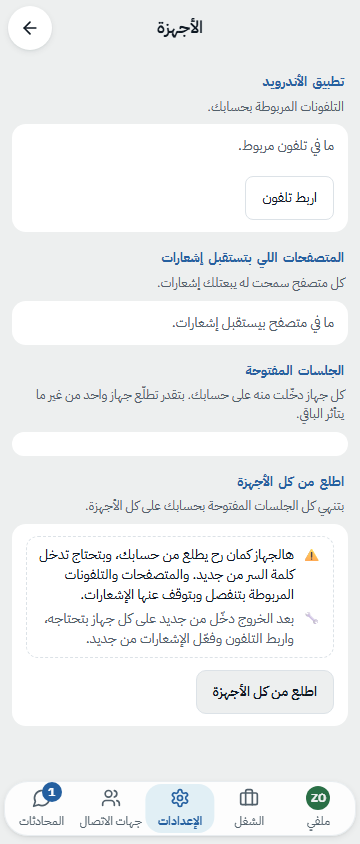 الأجهزة
تطبيق الأندرويد
التلفونات المربوطة بحسابك.
ما في تلفون مربوط.
اربط تلفون
المتصفحات اللي بتستقبل إشعارات
كل متصفح سمحت له يبعتلك إشعارات.
ما في متصفح بيستقبل إشعارات.
الجلسات المفتوحة
كل جهاز دخّلت منه على حسابك. بتقدر تطلّع جهاز واحد من غير ما
يتأثر الباقي.
اطلع من كل الأجهزة
بتنهي كل الجلسات المفتوحة بحسابك على كل الأجهزة.
هالجهاز كمان رح يطلع من حسابك، وبتحتاج تدخل
كلمة السر من جديد. والمتصفحات والتلفونات
المربوطة بتنفصل وبتوقف عنها الإشعارات.
بعد الخروج دخّل من جديد على كل جهاز بتحتاجه،
واربط التلفون وفعّل الإشعارات من جديد.
اطلع من كل الأجهزة
ZO
ملفي
الشغل
الإعدادات
جهات الاتصال
1
المحادثات